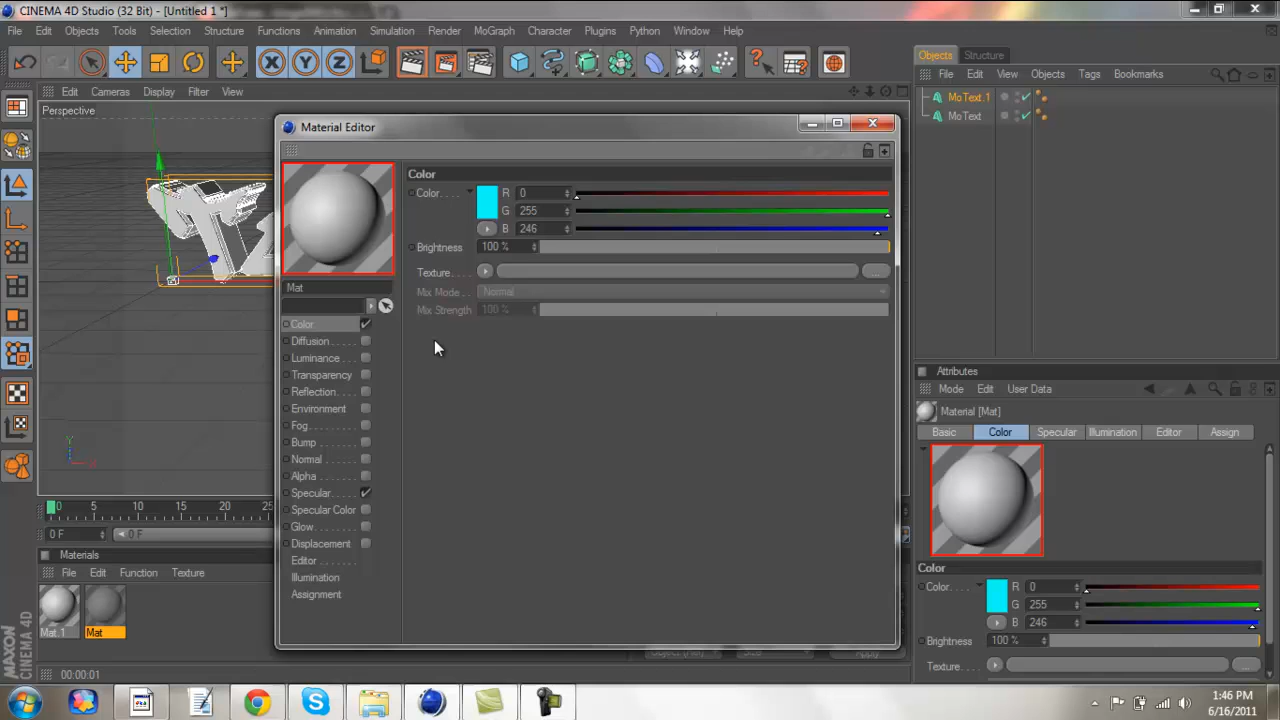 CINEMA 4D Studio (32 Bit) - [Untitled 1 *]
File Edit Objects Tools Selection Structure Functions Animation Simulation Render MoGraph Character Plugins Python Window Help
Objects Structure
File Edit View Objects Tags Bookmarks
MoText.1
MoText
Edit Cameras Display Filter View
Perspective
Material Editor
Color
Color. . . . R 0
G 255
B 246
Brightness 100 %
Texture. . . . . ...
Mix Mode . . Normal
Mix Strength 100 %
Mat
Color
Diffusion
Luminance
Transparency
Reflection
Environment
Fog
Bump
Normal
Alpha
Specular
Specular Color
Glow
Displacement
Editor
Illumination
Assignment
Y
X
0 5 10 15 20 25
0 F 0 F
Materials
File Edit Function Texture
Mat.1 Mat
00:00:01
Apply
MAXON
CINEMA 4D
Attributes
Mode Edit User Data
Material [Mat]
Basic Color Specular Illumination Editor Assign
Color
Color. . . . R 0
G 255
B 246
Brightness 100 %
Texture. . . . ...
1:46 PM
6/16/2011